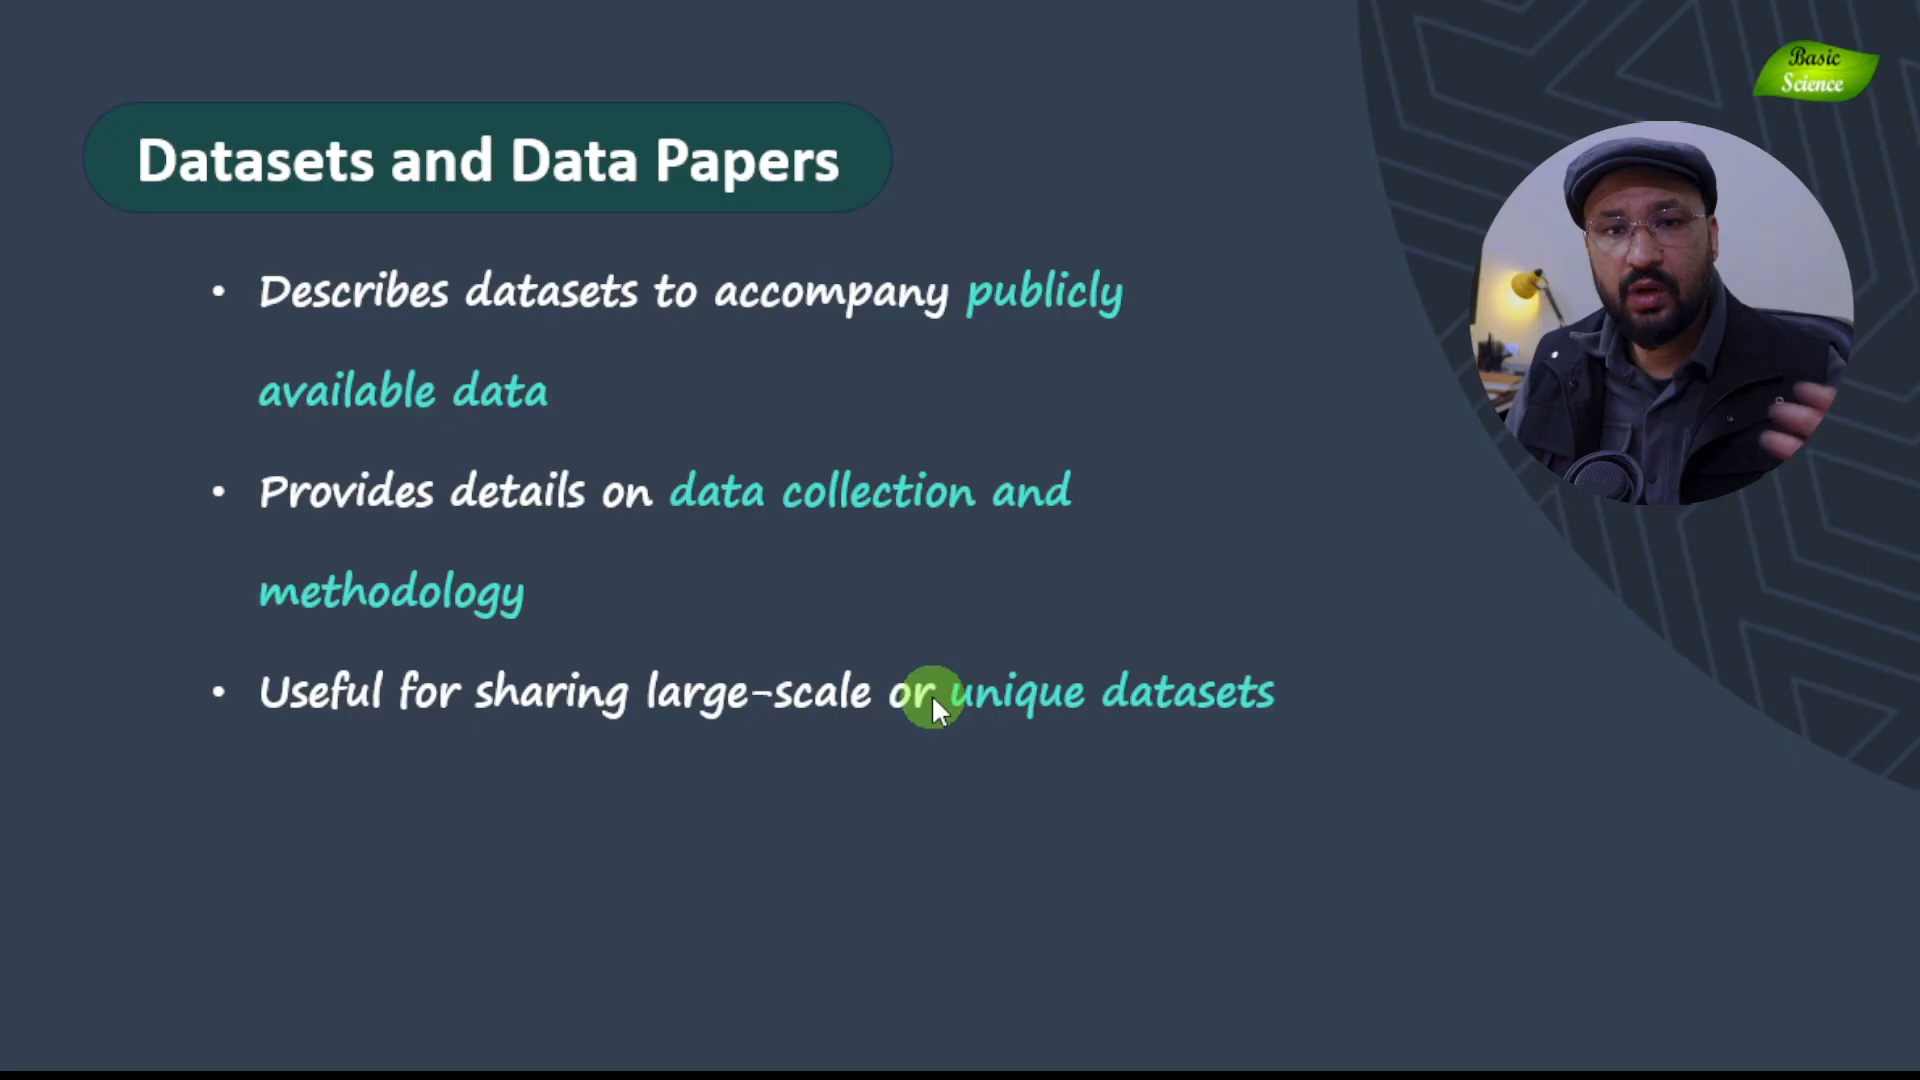 Basic
Science
Datasets and Data Papers
• Describes datasets to accompany publicly
available data
• Provides details on data collection and
methodology
• Useful for sharing large-scale or unique datasets